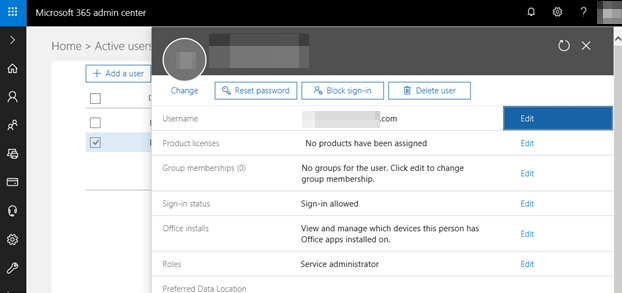 Microsoft 365 admin center
?
Home > Active users
+ Add a user
Change
Reset password
Block sign-in
Delete user
Username .com Edit
Product licenses No products have been assigned Edit
Group memberships (0) No groups for the user. Click edit to change
group membership. Edit
Sign-in status Sign-in allowed Edit
Office installs View and manage which devices this person has
Office apps installed on. Edit
Roles Service administrator Edit
Preferred Data Location